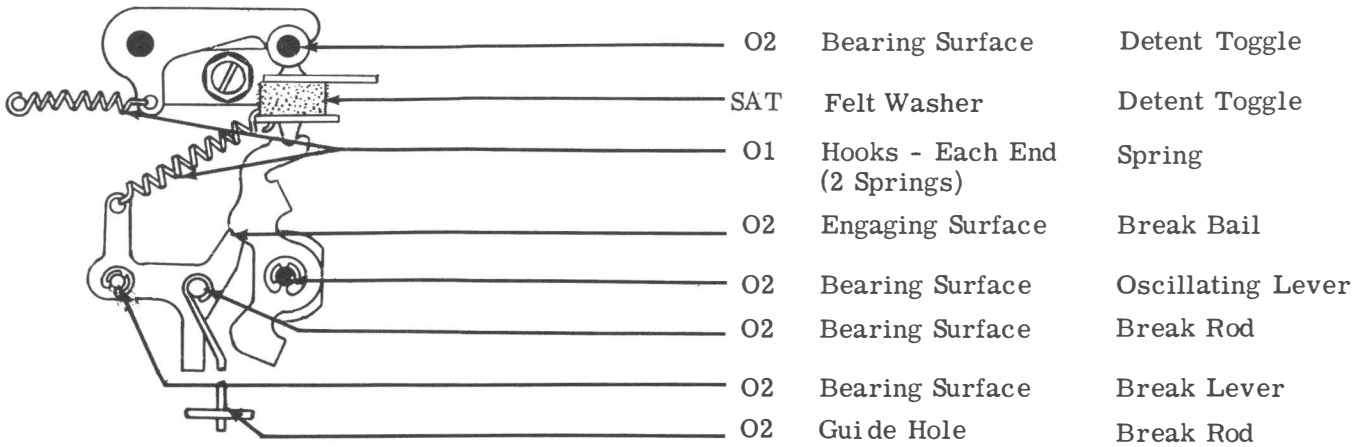 O2 Bearing Surface Detent Toggle
SAT Felt Washer Detent Toggle
O1 Hooks - Each End Spring
(2 Springs)
O2 Engaging Surface Break Bail
O2 Bearing Surface Oscillating Lever
O2 Bearing Surface Break Rod
O2 Bearing Surface Break Lever
O2 Guide Hole Break Rod